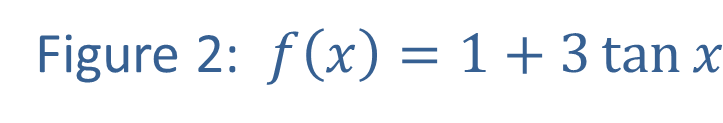 Figure 2: f(x) = 1 + 3 tan x